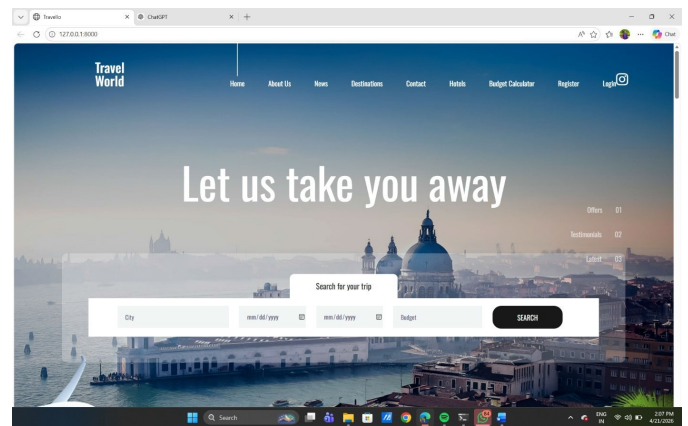 Travello
ChatGPT
127.0.0.1:8000
Chat
Travel
World
Home About Us News Destinations Contact Hotels Budget Calculator Register Login
Let us take you away
Offers 01
Testimonials 02
Latest 03
Search for your trip
City mm/dd/yyyy mm/dd/yyyy Budget SEARCH
Search
ENG
IN
2:07 PM
4/21/2026